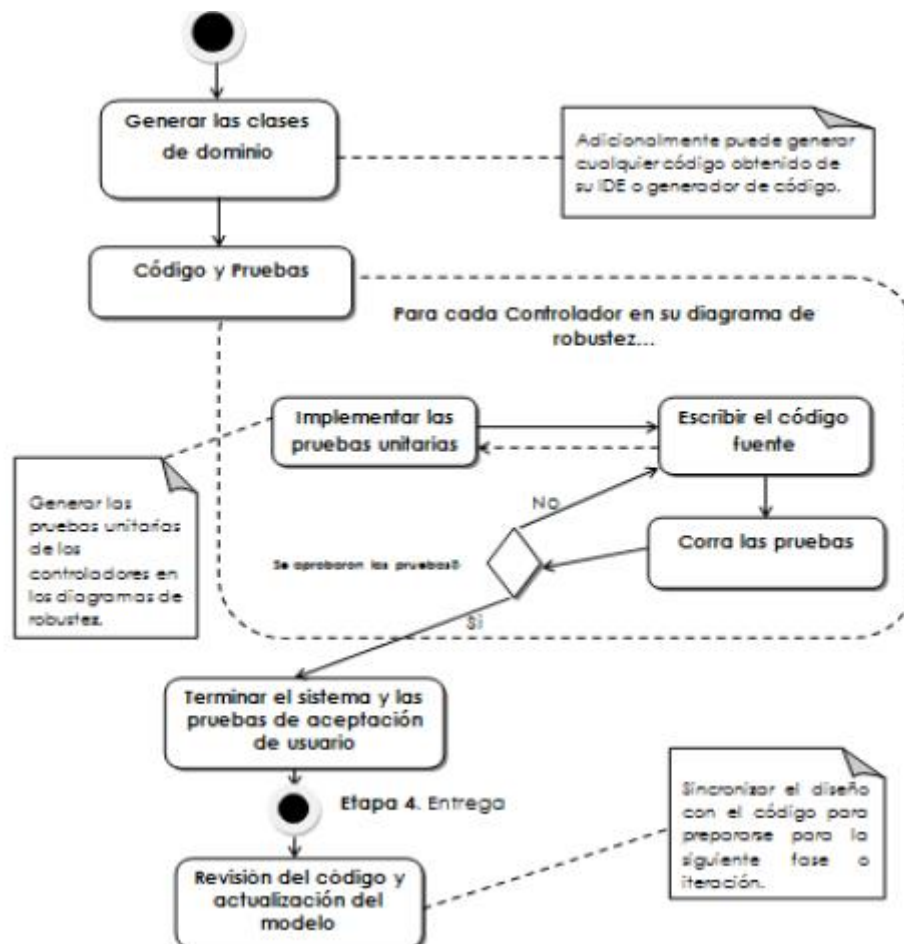 Generar las clases
de dominio
Adicionalmente puede generar
cualquier código obtenido de
su IDE o generador de código.
Código y Pruebas
Para cada Controlador en su diagrama de
robustez...
Implementar las
pruebas unitarias
Escribir el código
fuente
Generar las
pruebas unitarias
de los
controladores en
los diagramas de
robustez.
No
Corra las pruebas
Se aprobaron las pruebas?
Si
Terminar el sistema y las
pruebas de aceptación
de usuario
Etapa 4. Entrega
Sincronizar el diseño
con el código para
prepararse para la
siguiente fase o
iteración.
Revisión del código y
actualización del
modelo